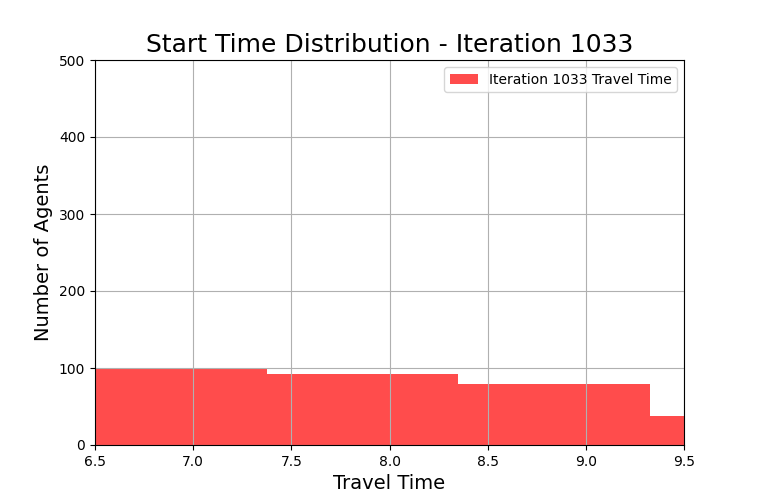 Start Time Distribution - Iteration 1033
Iteration 1033 Travel Time
Number of Agents
500
400
300
200
100
0
6.5 7.0 7.5 8.0 8.5 9.0 9.5
Travel Time